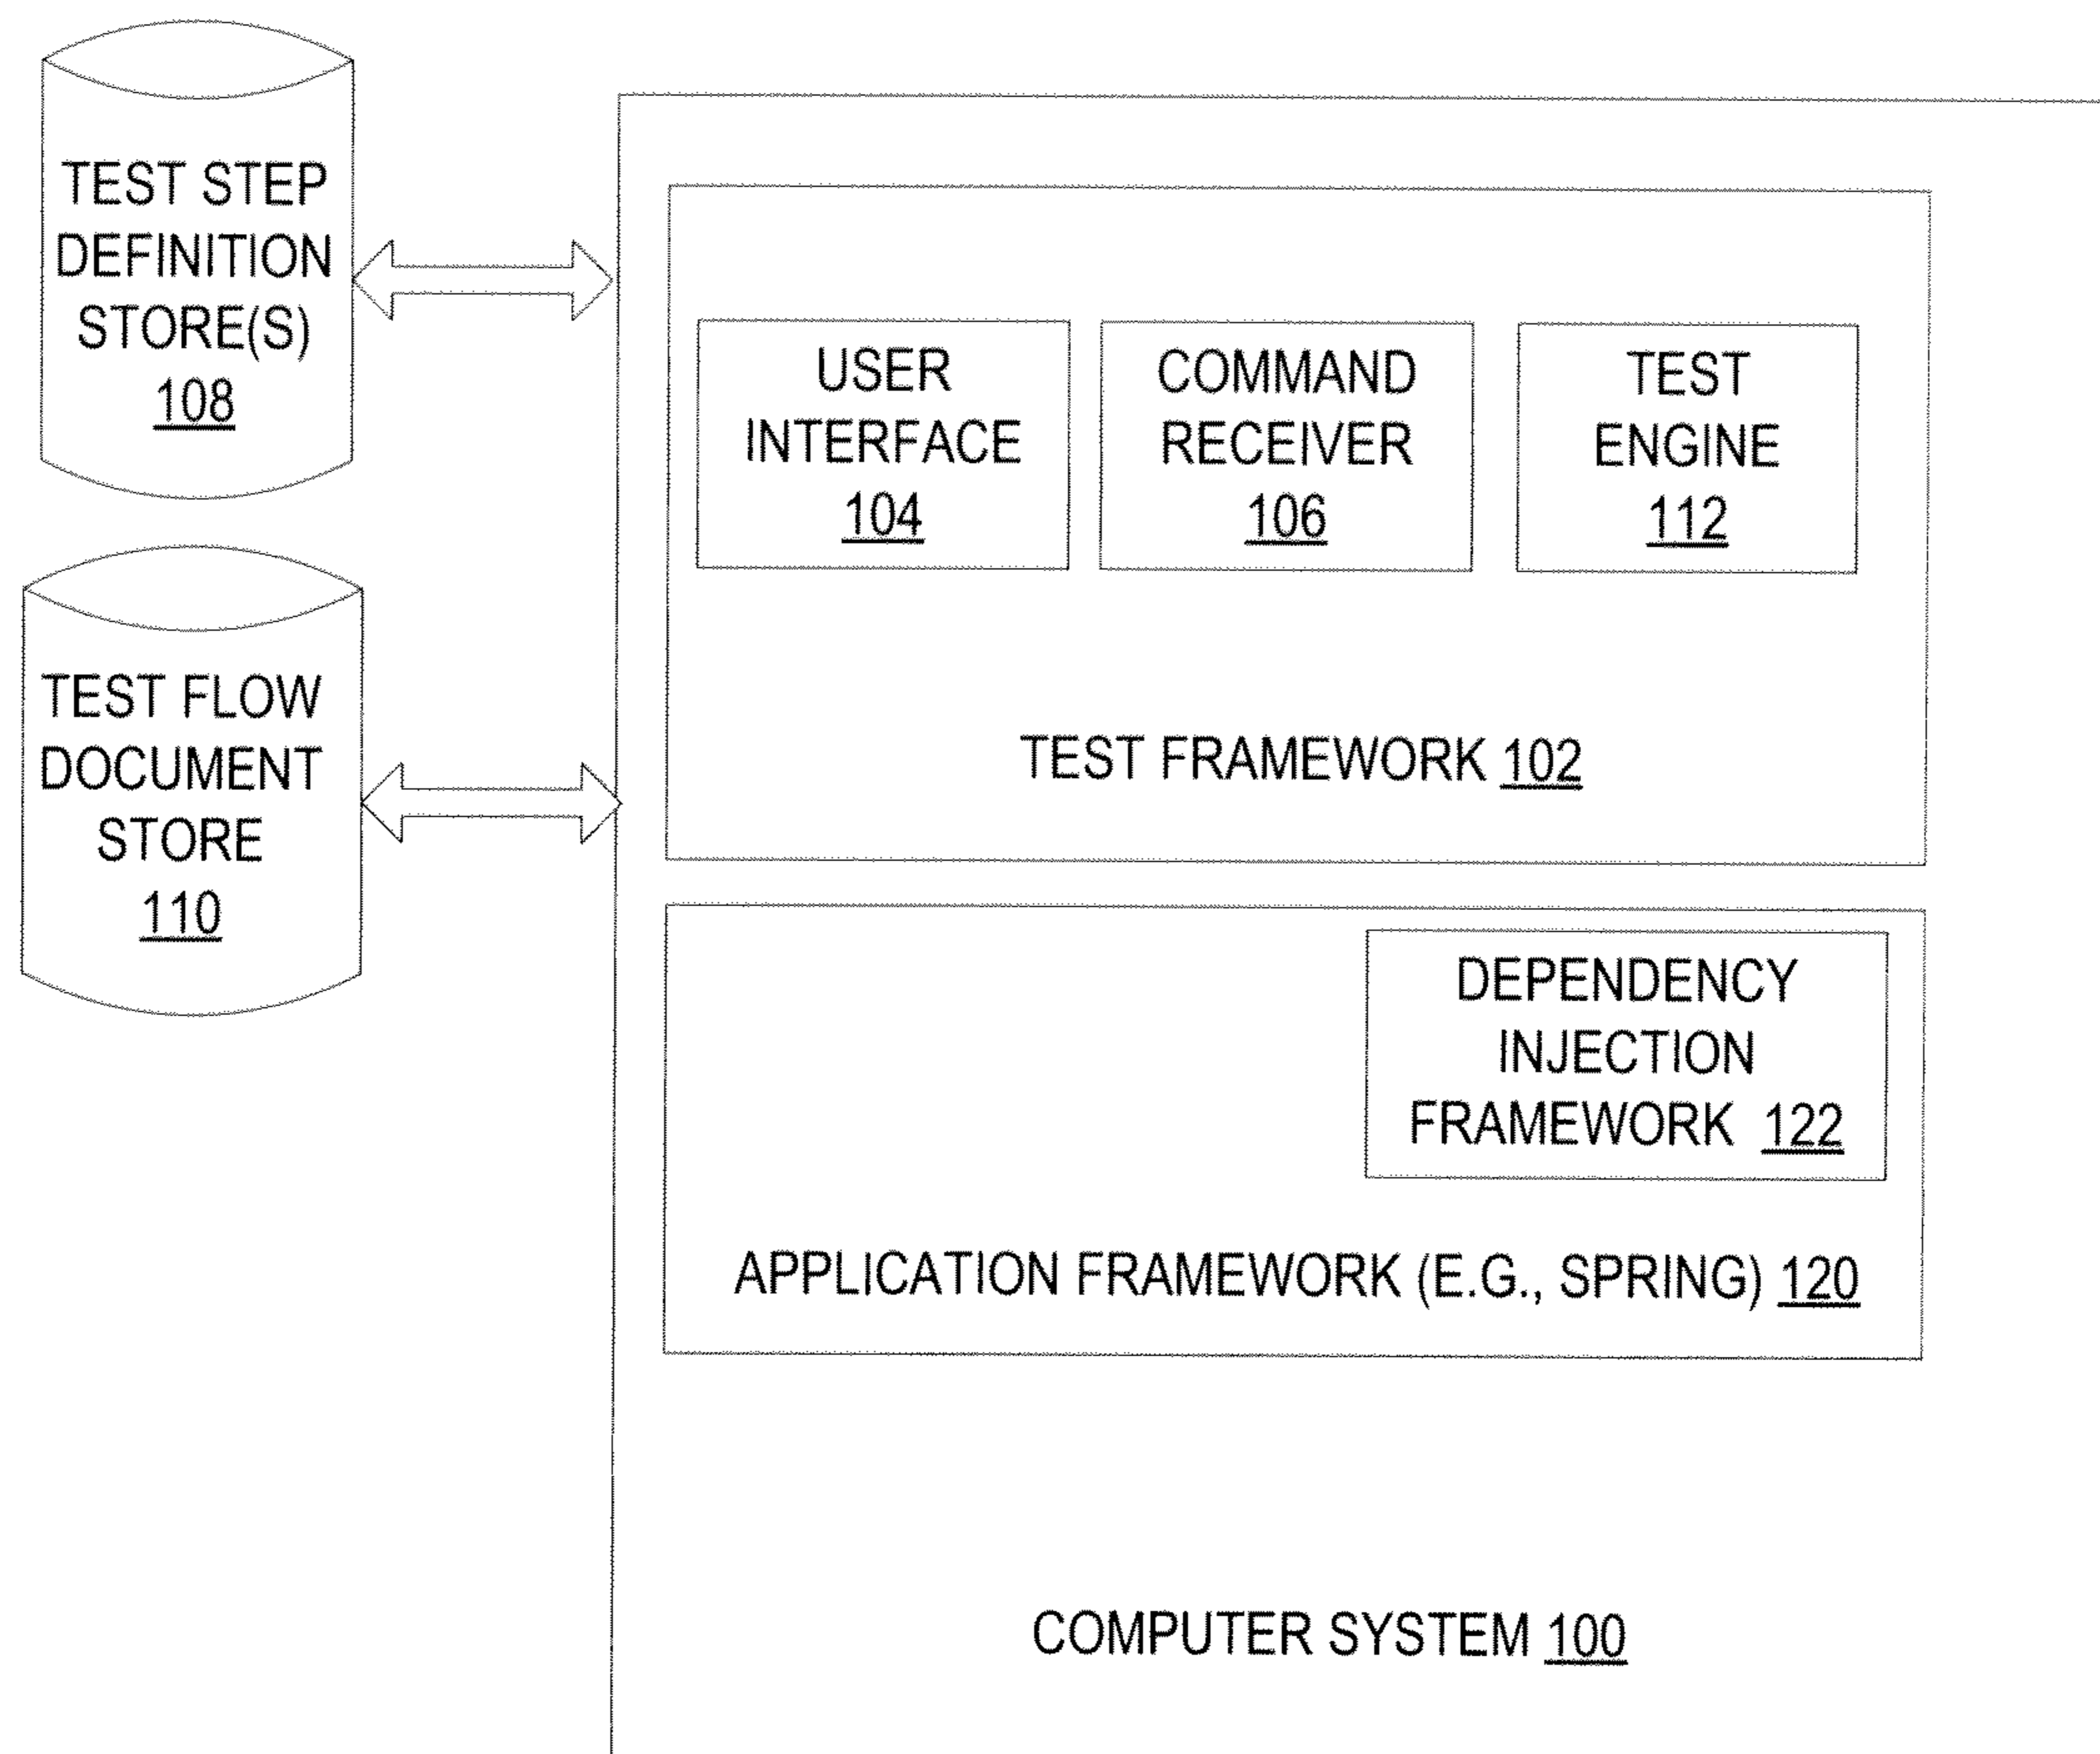 TEST STEP
DEFINITION
STORE(S)
108
TEST FLOW
DOCUMENT
STORE
110
USER
INTERFACE
104
COMMAND
RECEIVER
106
TEST
ENGINE
112
TEST FRAMEWORK 102
DEPENDENCY
INJECTION
FRAMEWORK 122
APPLICATION FRAMEWORK (E.G., SPRING) 120
COMPUTER SYSTEM 100